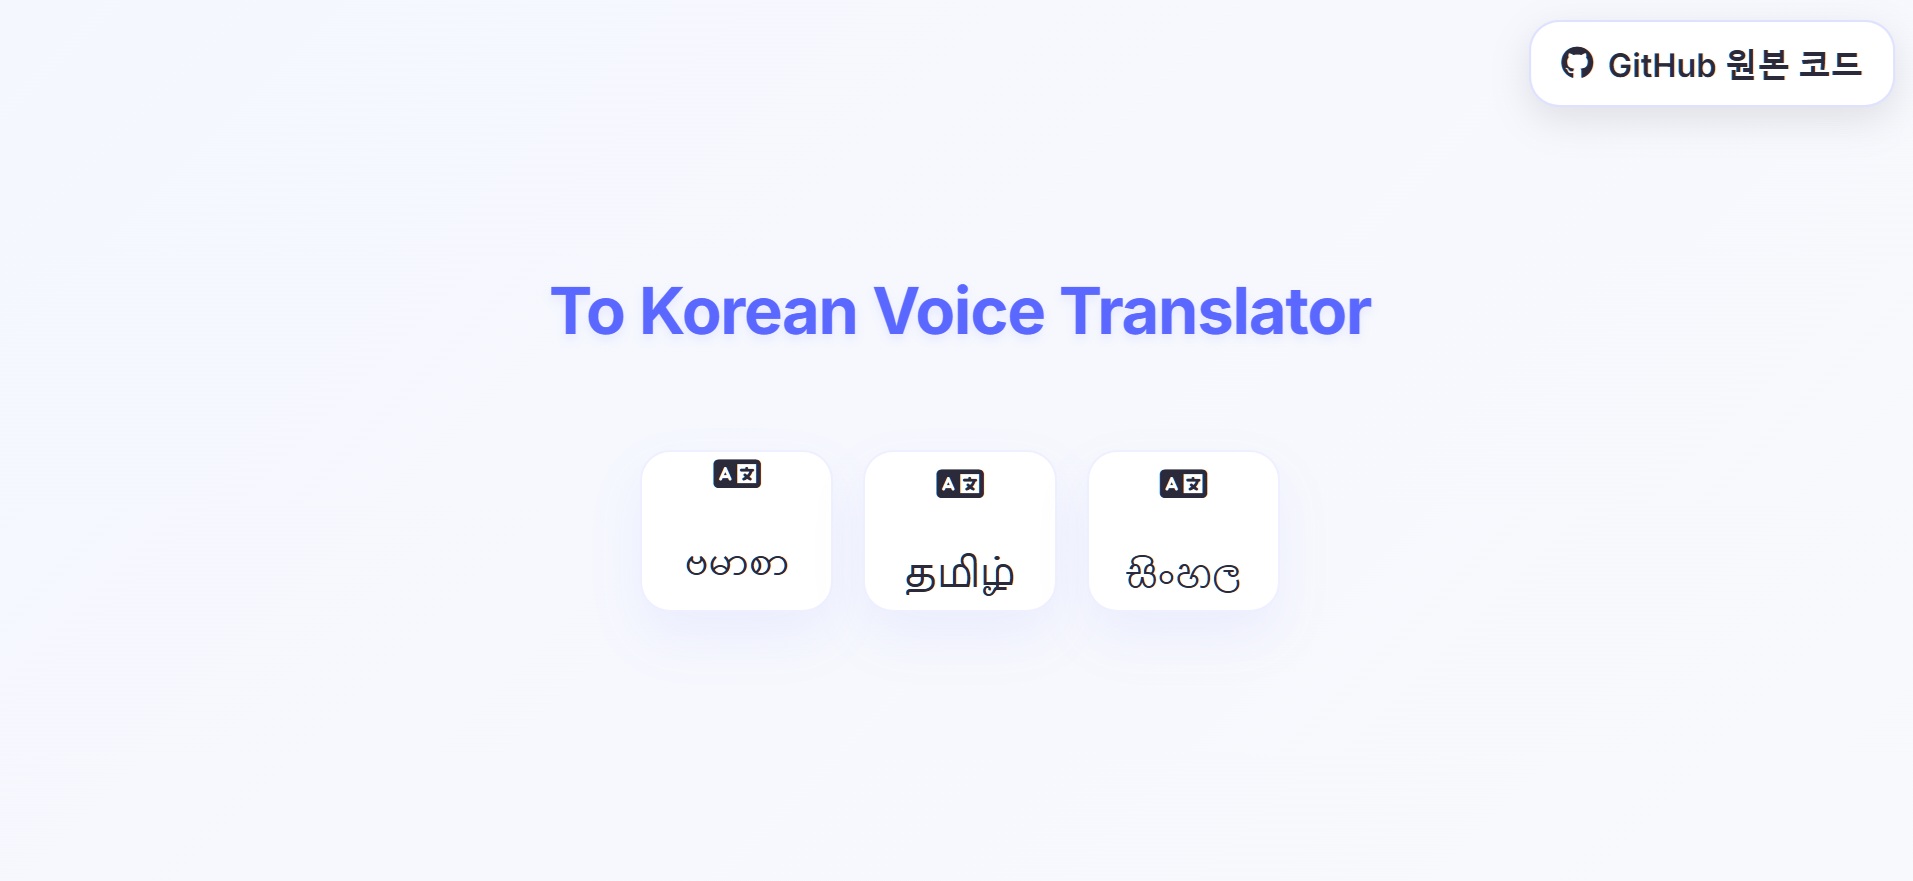 GitHub 원본 코드
To Korean Voice Translator
ဗမာစာ
தமிழ்
සිංහල